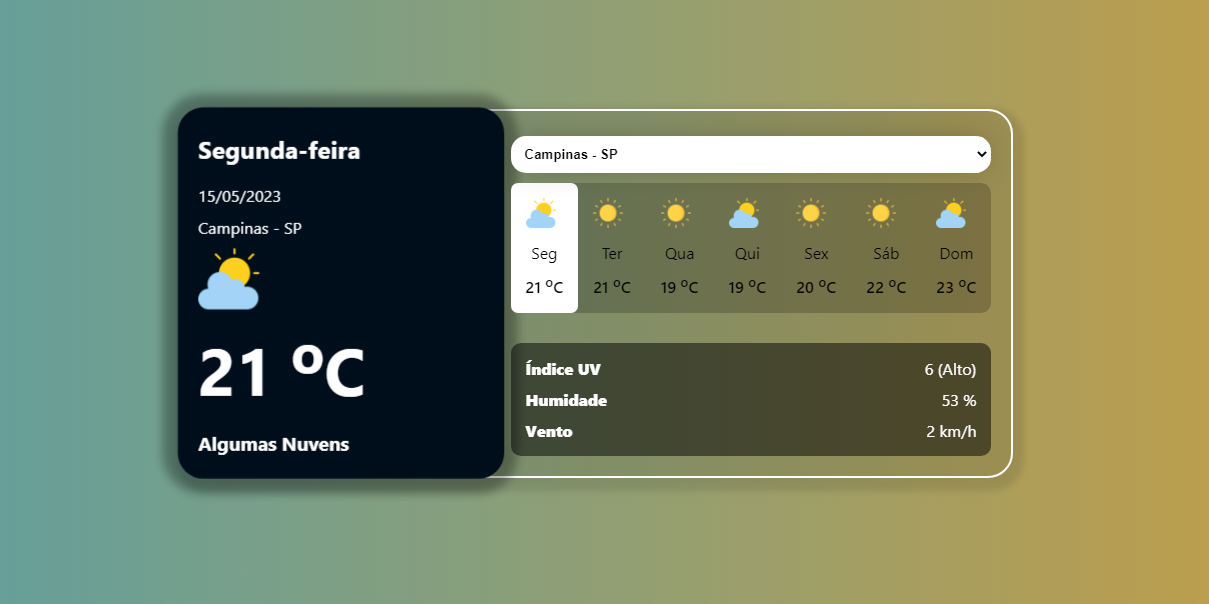 Segunda-feira
15/05/2023
Campinas - SP
21 ºC
Algumas Nuvens
Campinas - SP
Seg Ter Qua Qui Sex Sáb Dom
21 ºC 21 ºC 19 ºC 19 ºC 20 ºC 22 ºC 23 ºC
Índice UV 6 (Alto)
Humidade 53 %
Vento 2 km/h